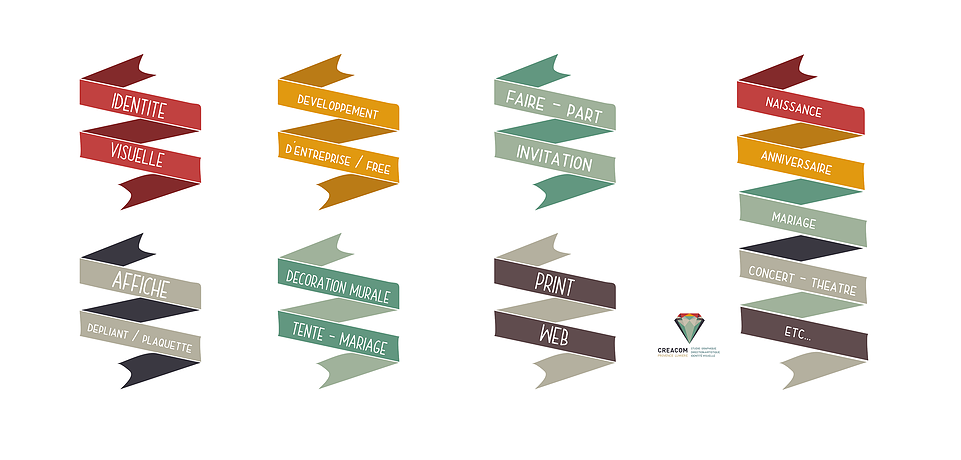 IDENTITE
VISUELLE
DEVELOPPEMENT
D'ENTREPRISE / FREE
FAIRE - PART
INVITATION
NAISSANCE
ANNIVERSAIRE
MARIAGE
CONCERT - THEATRE
ETC...
AFFICHE
DEPLIANT / PLAQUETTE
DECORATION MURALE
TENTE - MARIAGE
PRINT
WEB
CREACOM